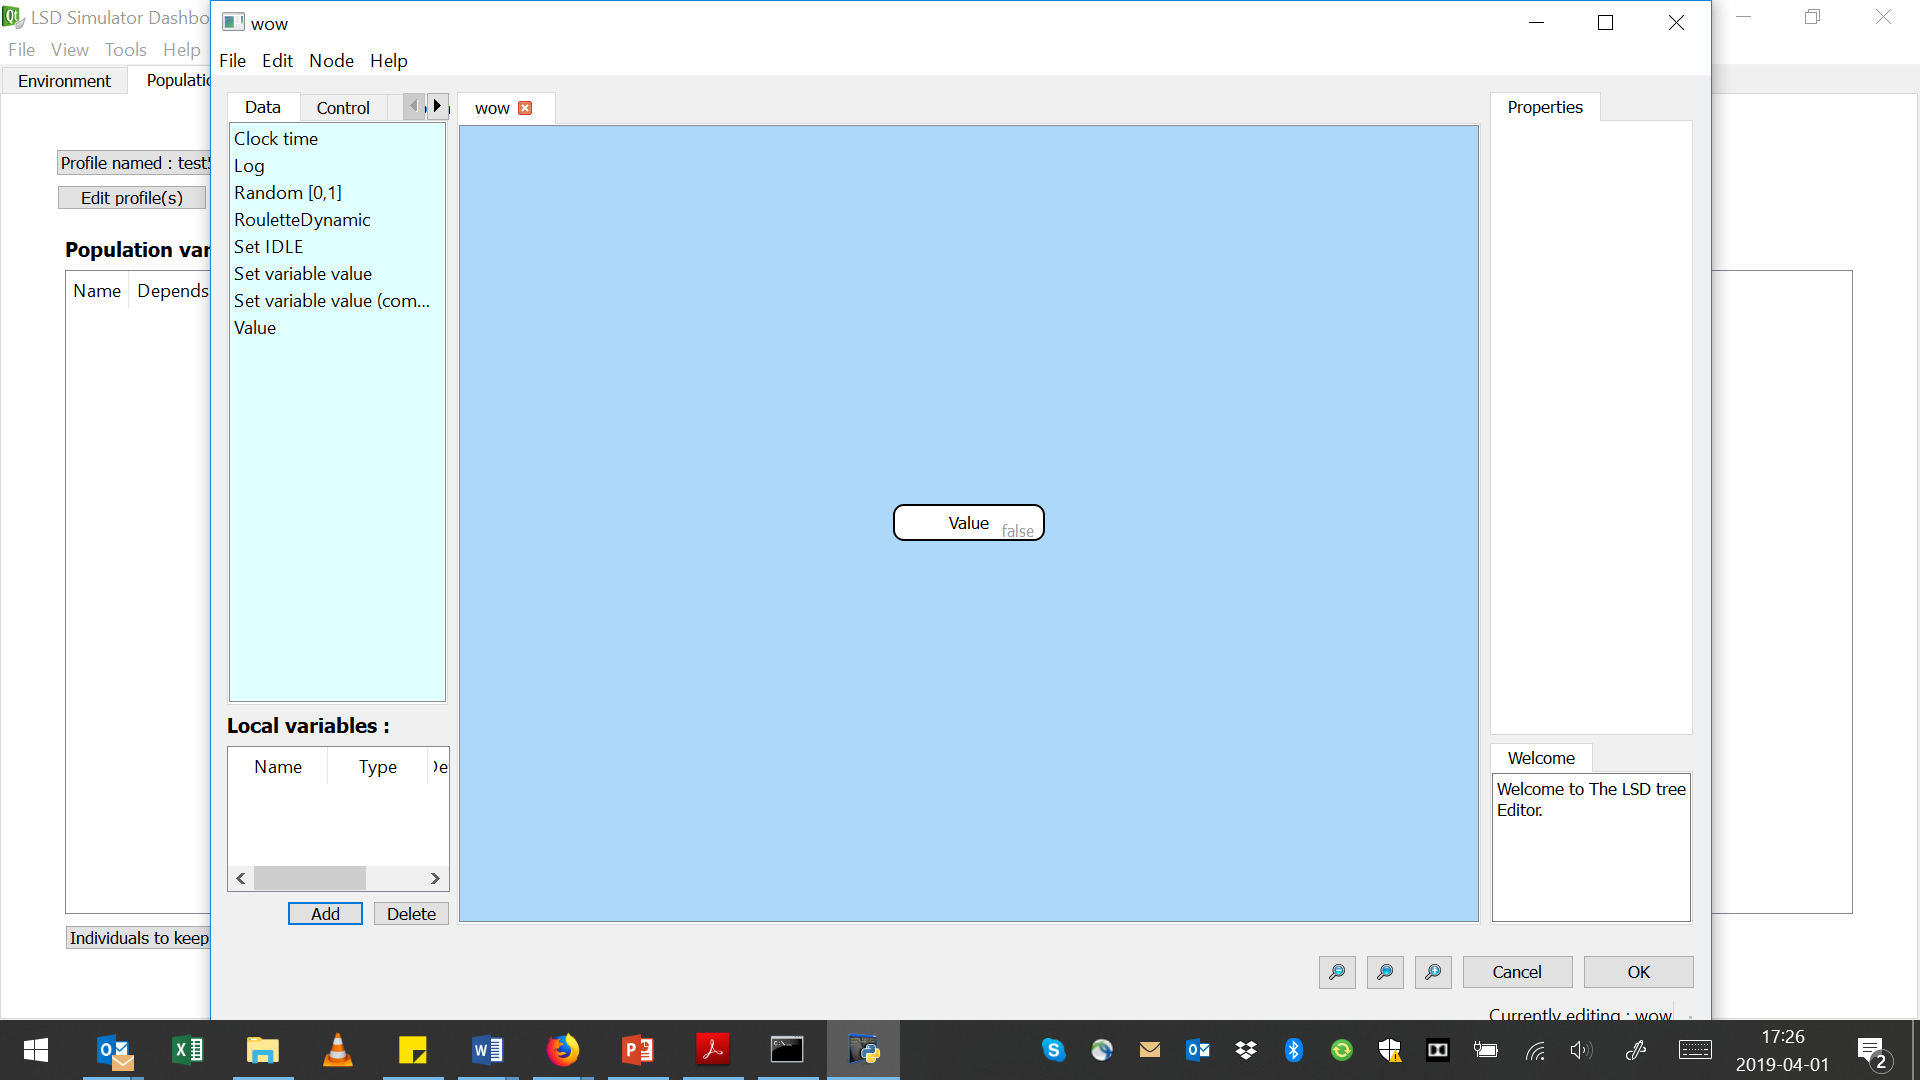 LSD Simulator Dashbo
File View Tools Help
Environment
Populatio
Profile named : test5
Edit profile(s)
Population var
Name Depends
Individuals to keep
wow
File Edit Node Help
Data
Control
Clock time
Log
Random [0,1]
RouletteDynamic
Set IDLE
Set variable value
Set variable value (com...
Value
Local variables :
Name
Type
Add
Delete
wow
Value
false
Properties
Welcome
Welcome to The LSD tree
Editor.
Cancel
OK
Currently editing : wow
17:26
2019-04-01
2